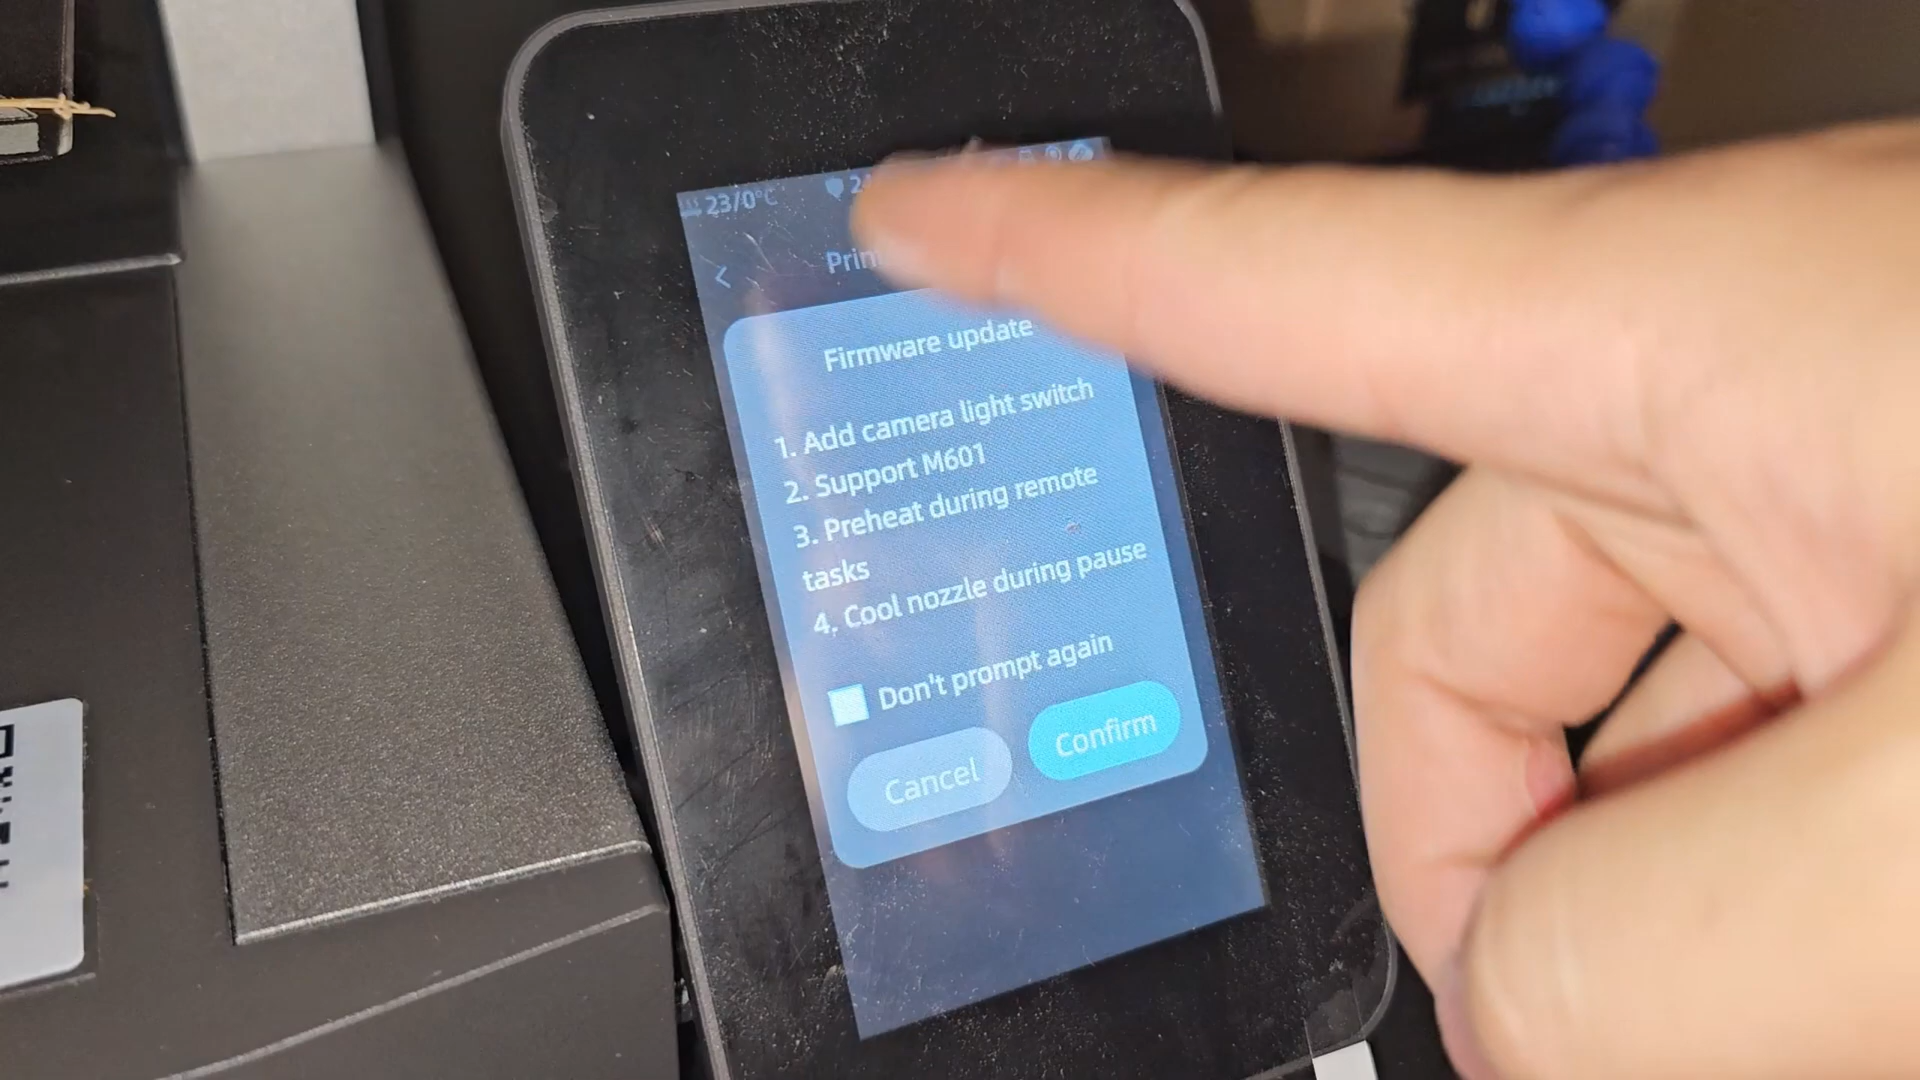 23/0°C
<
Firmware update
1. Add camera light switch
2. Support M601
3. Preheat during remote
tasks
4. Cool nozzle during pause
Don't prompt again
Cancel
Confirm